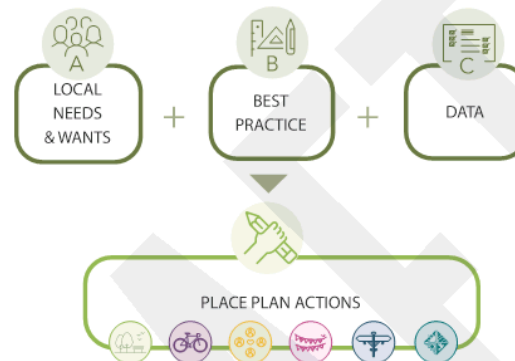 A
LOCAL
NEEDS
& WANTS
+
B
BEST
PRACTICE
+
C
DATA
PLACE PLAN ACTIONS